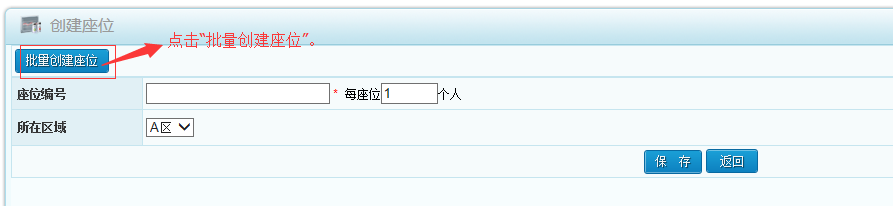 创建座位
点击“批量创建座位”。
批量创建座位
座位编号 * 每座位1个人
所在区域 A区
保 存 返回